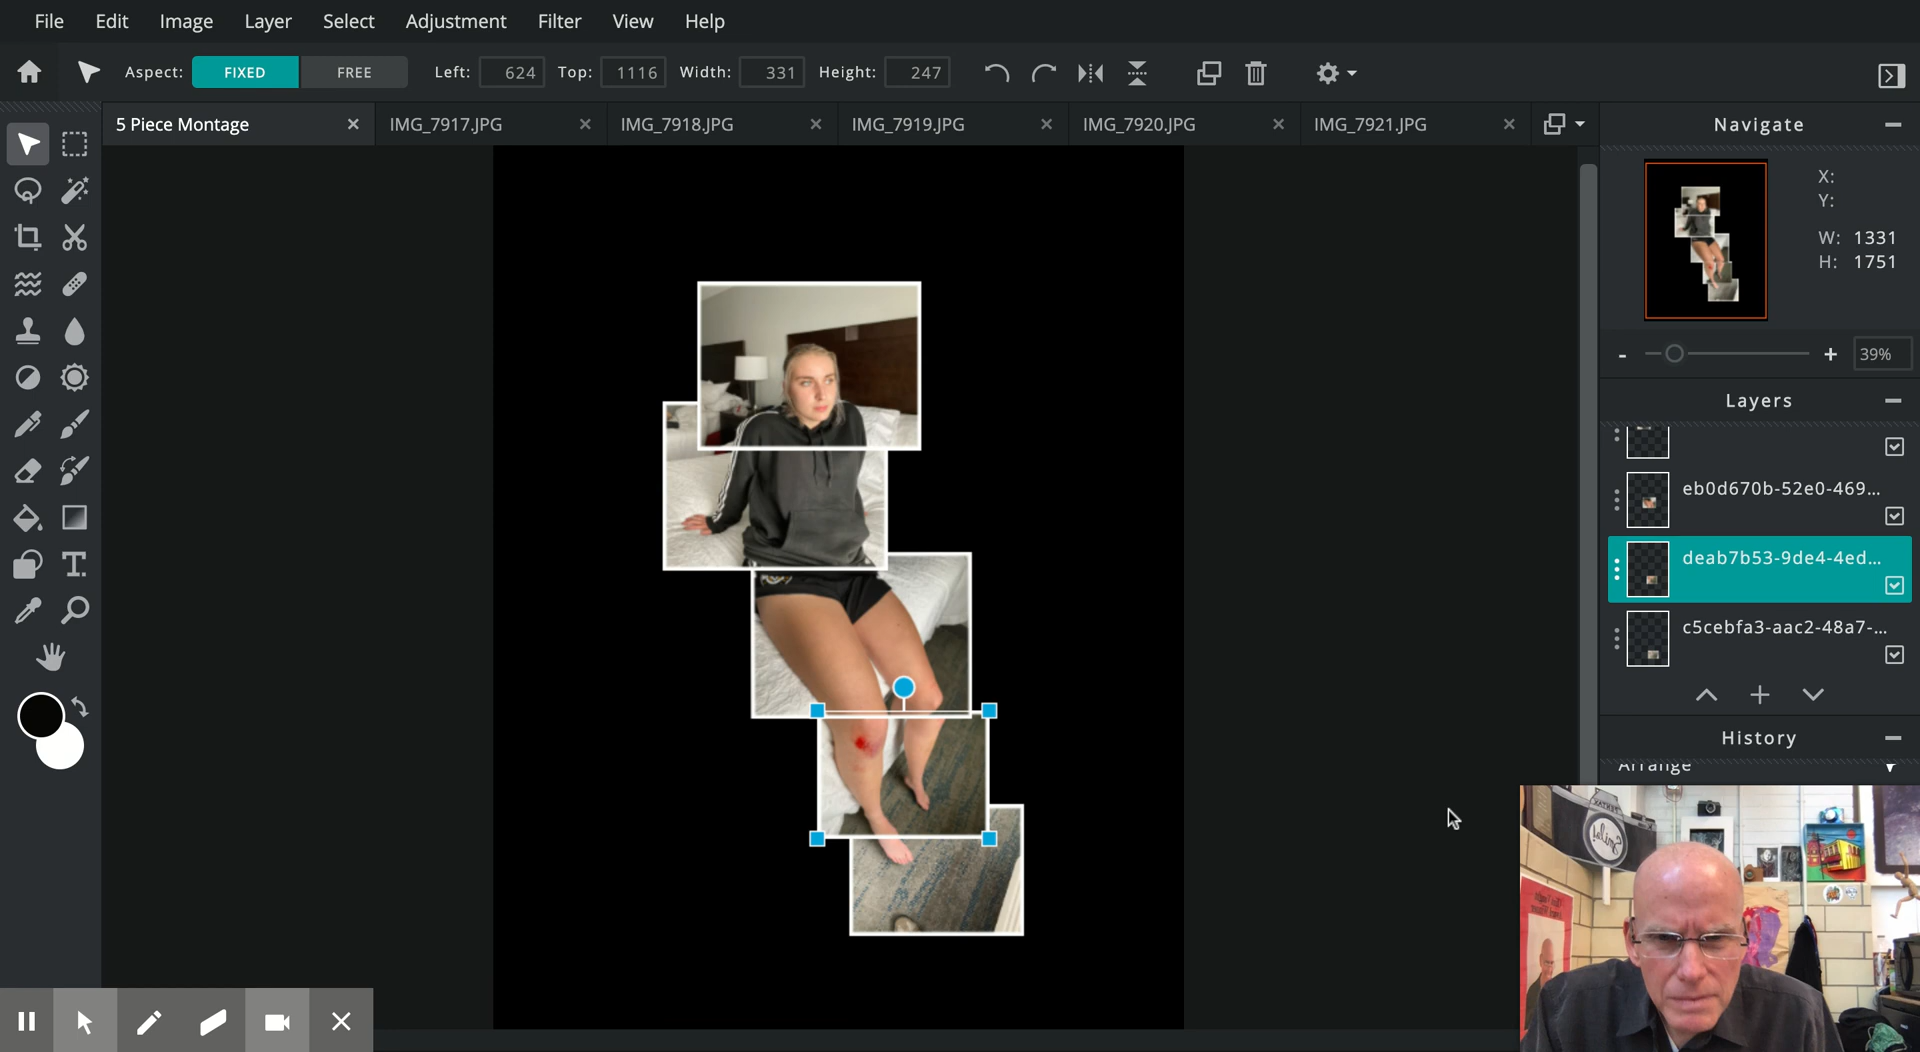 File Edit Image Layer Select Adjustment Filter View Help
Aspect: FIXED FREE Left: 624 Top: 1116 Width: 331 Height: 247
5 Piece Montage IMG_7917.JPG IMG_7918.JPG IMG_7919.JPG IMG_7920.JPG IMG_7921.JPG
Navigate
X:
Y:
W: 1331
H: 1751
- + 39%
Layers
eb0d670b-52e0-469...
deab7b53-9de4-4ed...
c5cebfa3-aac2-48a7-...
History
Arrange